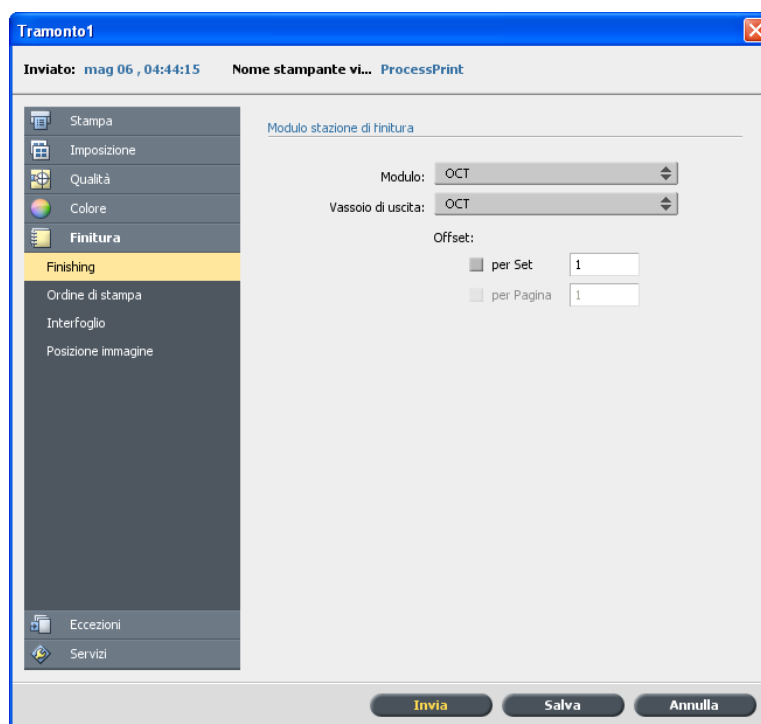 Tramonto1
Inviato: mag 06 , 04:44:15 Nome stampante vi... ProcessPrint
Stampa
Imposizione
Qualità
Colore
Finitura
Finishing
Ordine di stampa
Interfoglio
Posizione immagine
Eccezioni
Servizi
Modulo stazione di finitura
Modulo: OCT
Vassoio di uscita: OCT
Offset:
per Set 1
per Pagina 1
Invia Salva Annulla